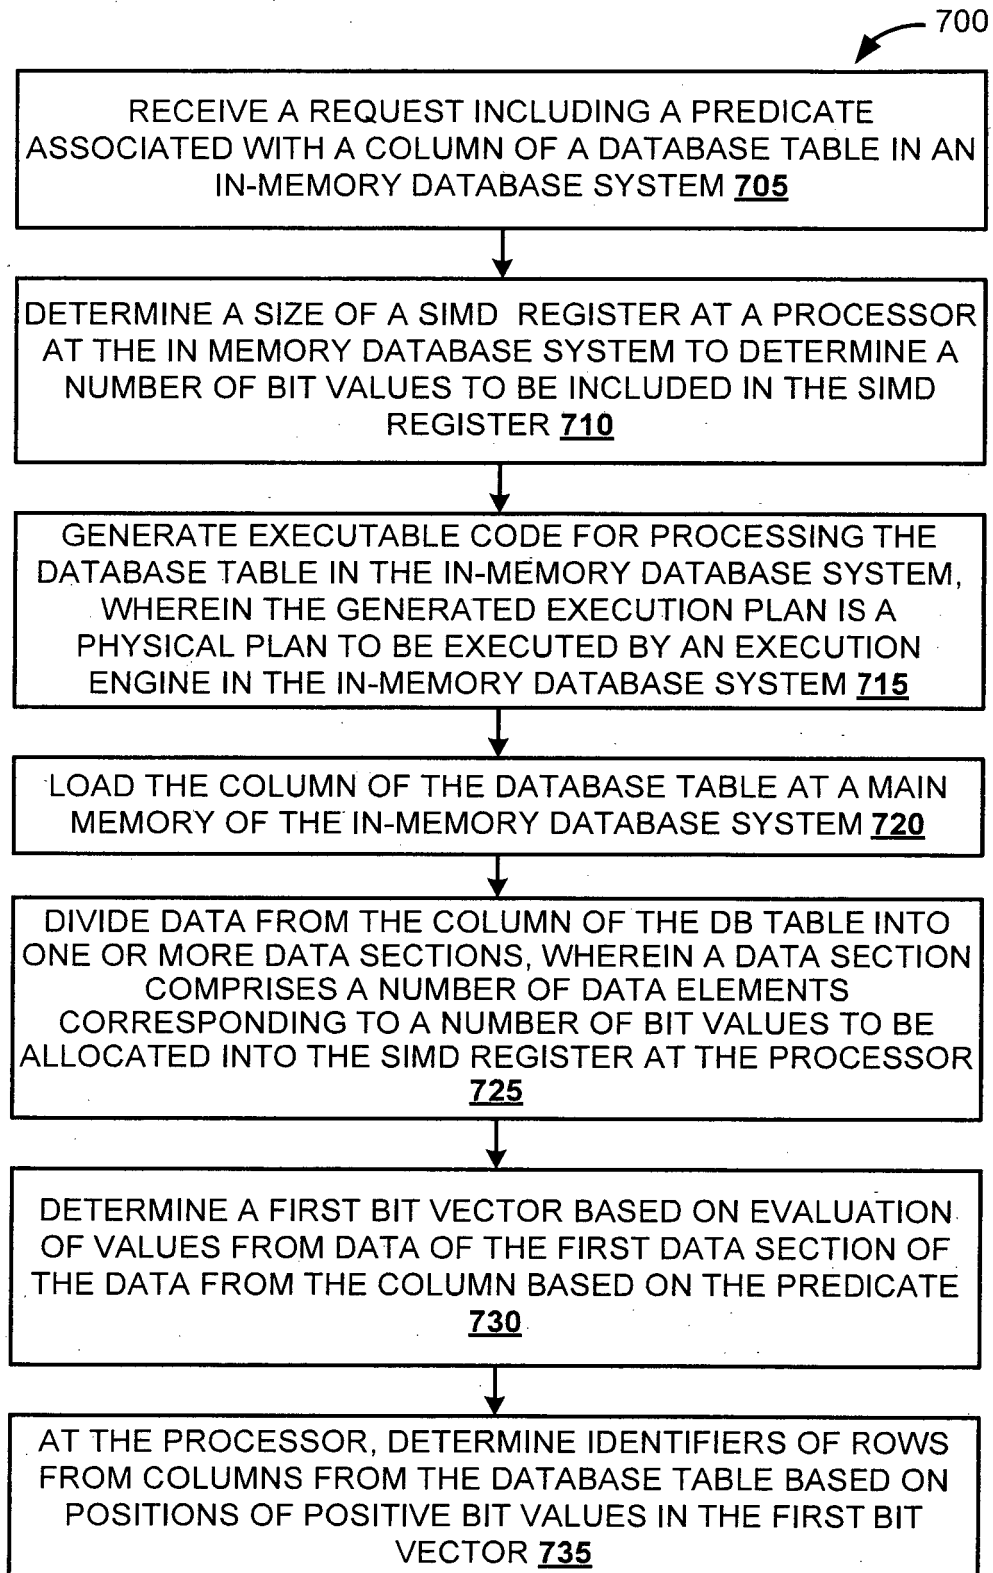 700
RECEIVE A REQUEST INCLUDING A PREDICATE
ASSOCIATED WITH A COLUMN OF A DATABASE TABLE IN AN
IN-MEMORY DATABASE SYSTEM 705
DETERMINE A SIZE OF A SIMD REGISTER AT A PROCESSOR
AT THE IN MEMORY DATABASE SYSTEM TO DETERMINE A
NUMBER OF BIT VALUES TO BE INCLUDED IN THE SIMD
REGISTER 710
GENERATE EXECUTABLE CODE FOR PROCESSING THE
DATABASE TABLE IN THE IN-MEMORY DATABASE SYSTEM,
WHEREIN THE GENERATED EXECUTION PLAN IS A
PHYSICAL PLAN TO BE EXECUTED BY AN EXECUTION
ENGINE IN THE IN-MEMORY DATABASE SYSTEM 715
LOAD THE COLUMN OF THE DATABASE TABLE AT A MAIN
MEMORY OF THE IN-MEMORY DATABASE SYSTEM 720
DIVIDE DATA FROM THE COLUMN OF THE DB TABLE INTO
ONE OR MORE DATA SECTIONS, WHEREIN A DATA SECTION
COMPRISES A NUMBER OF DATA ELEMENTS
CORRESPONDING TO A NUMBER OF BIT VALUES TO BE
ALLOCATED INTO THE SIMD REGISTER AT THE PROCESSOR
725
DETERMINE A FIRST BIT VECTOR BASED ON EVALUATION
OF VALUES FROM DATA OF THE FIRST DATA SECTION OF
THE DATA FROM THE COLUMN BASED ON THE PREDICATE
730
AT THE PROCESSOR, DETERMINE IDENTIFIERS OF ROWS
FROM COLUMNS FROM THE DATABASE TABLE BASED ON
POSITIONS OF POSITIVE BIT VALUES IN THE FIRST BIT
VECTOR 735